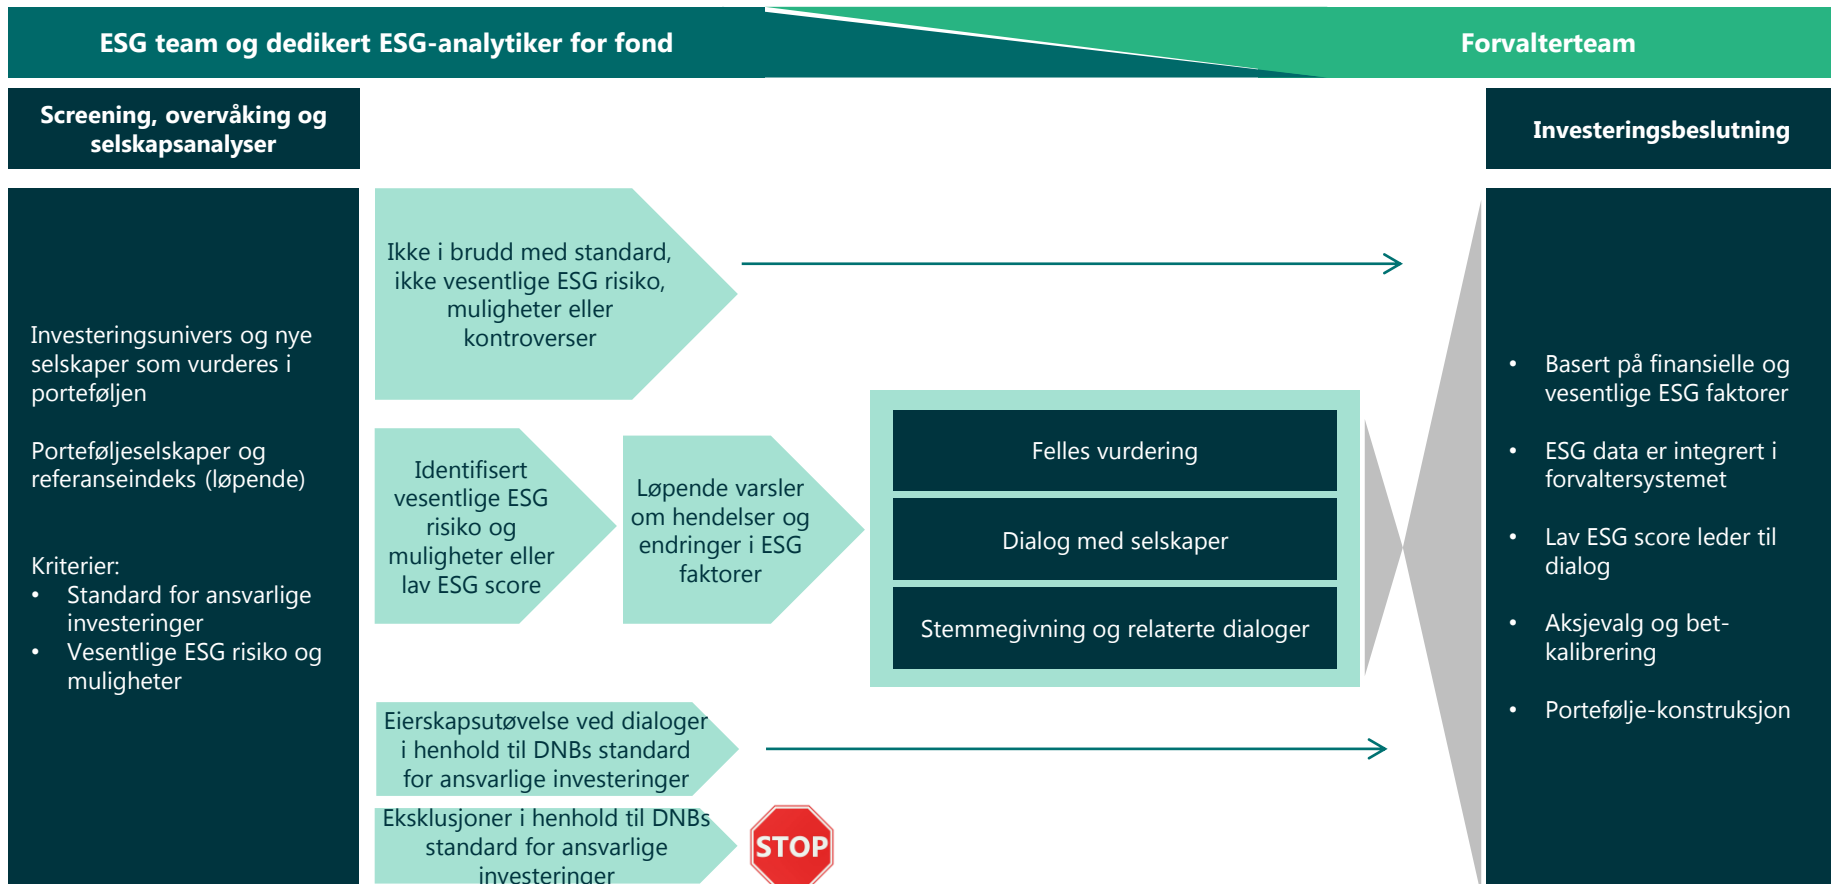 ESG team og dedikert ESG-analytiker for fond
Forvalterteam
Screening, overvåking og
selskapsanalyser
Investeringsbeslutning
Investeringsunivers og nye
selskaper som vurderes i
porteføljen
Porteføljeselskaper og
referanseindeks (løpende)
Kriterier:
• Standard for ansvarlige
investeringer
• Vesentlige ESG risiko og
muligheter
Ikke i brudd med standard,
ikke vesentlige ESG risiko,
muligheter eller
kontroverser
Identifisert
vesentlige ESG
risiko og
muligheter eller
lav ESG score
Løpende varsler
om hendelser og
endringer i ESG
faktorer
Felles vurdering
Dialog med selskaper
Stemmegivning og relaterte dialoger
Eierskapsutøvelse ved dialoger
i henhold til DNBs standard
for ansvarlige investeringer
Eksklusjoner i henhold til DNBs
standard for ansvarlige
investeringer
STOP
• Basert på finansielle og
vesentlige ESG faktorer
• ESG data er integrert i
forvaltersystemet
• Lav ESG score leder til
dialog
• Aksjevalg og bet-
kalibrering
• Portefølje-konstruksjon